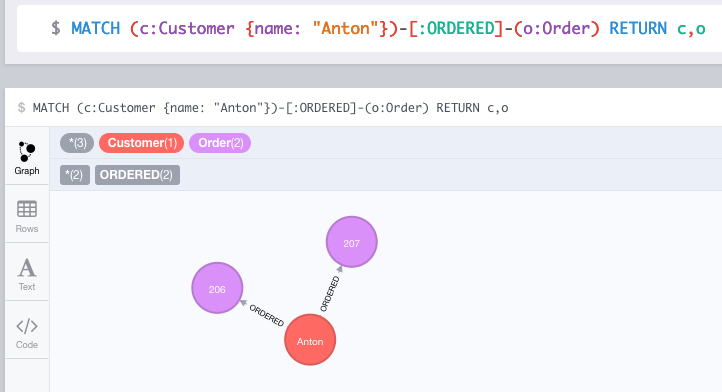 $ MATCH (c:Customer {name: "Anton"})-[:ORDERED]-(o:Order) RETURN c,o
$ MATCH (c:Customer {name: "Anton"})-[:ORDERED]-(o:Order) RETURN c,o
*(3) Customer(1) Order(2)
Graph
*(2) ORDERED(2)
Rows
Text
Code
207
206
ORDERED
ORDERED
Anton